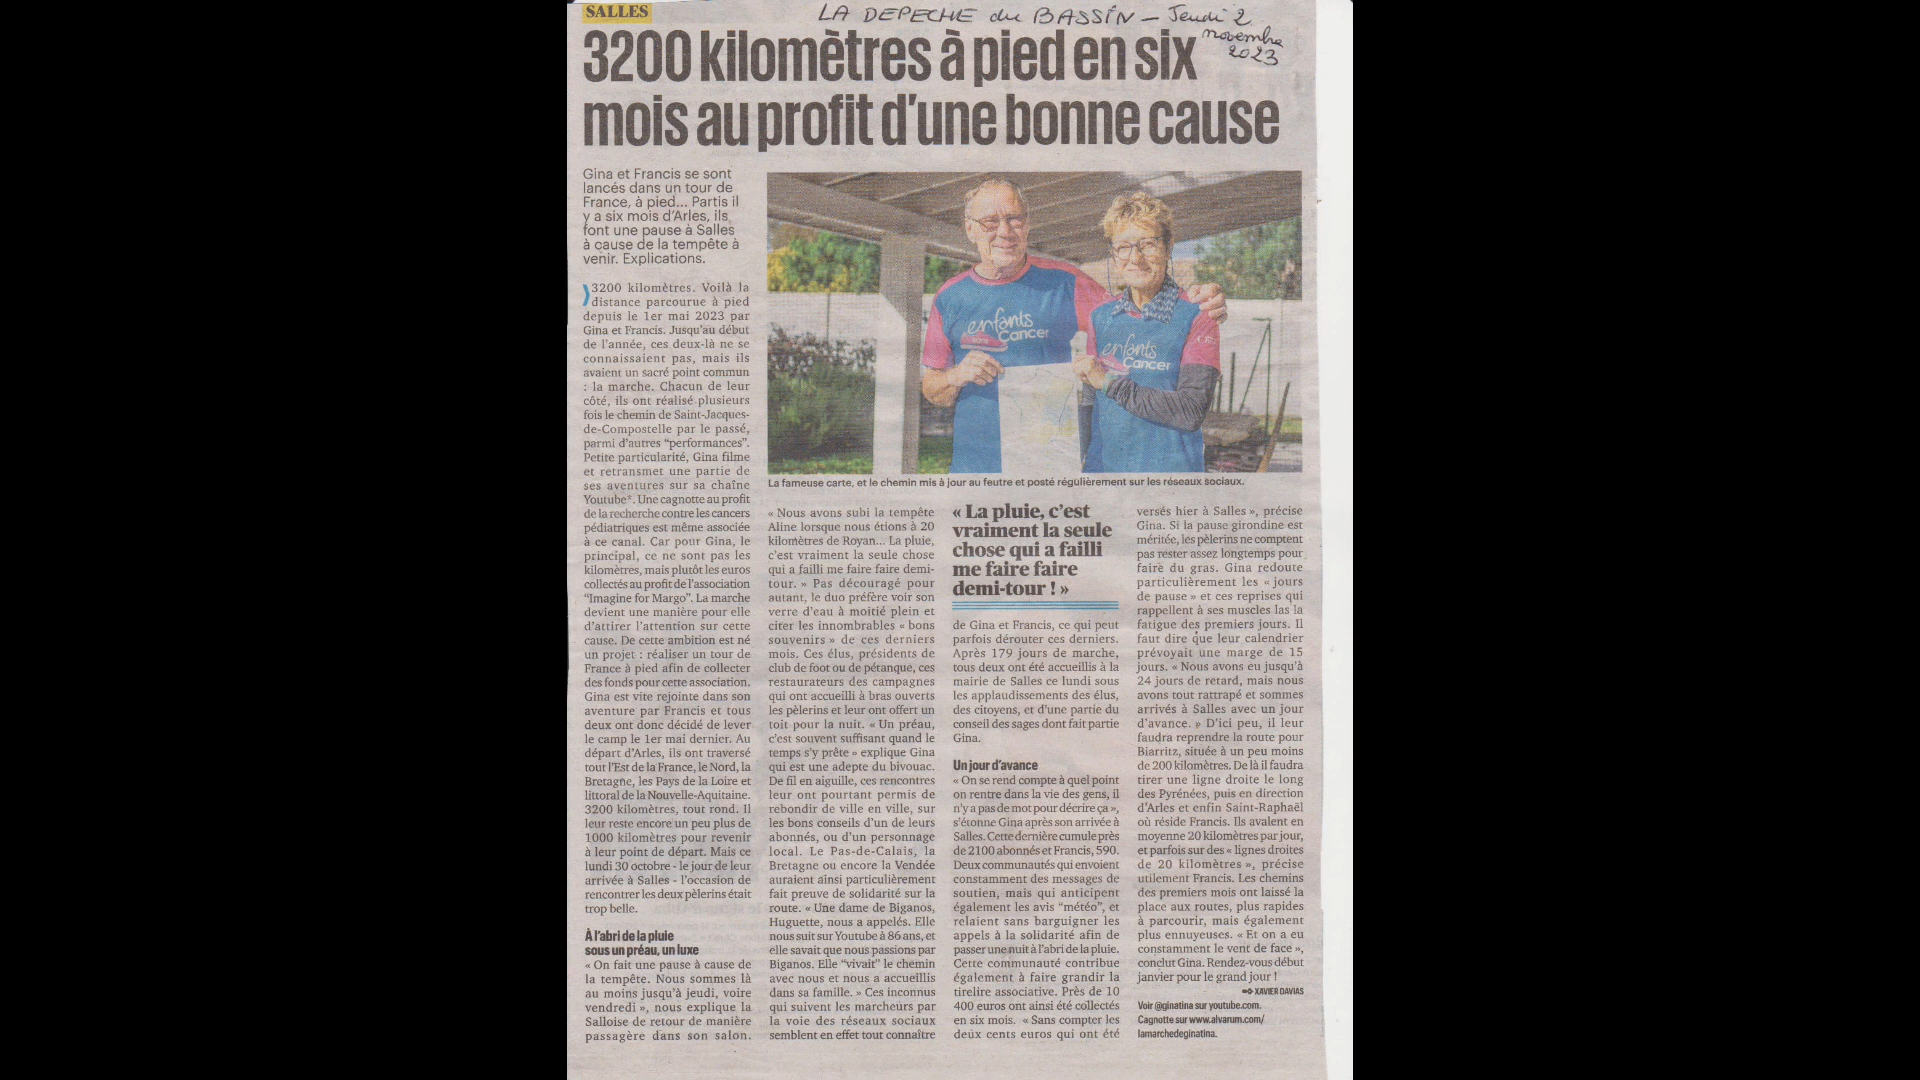 SALLES
LA DEPECHE du BASSIN – Jeudi 2
novembre
2023
3200 kilomètres à pied en six
mois au profit d'une bonne cause
Gina et Francis se sont
lancés dans un tour de
France, à pied... Partis il
y a six mois d'Arles, ils
font une pause à Salles
à cause de la tempête à
venir. Explications.
3200 kilomètres. Voilà la
distance parcourue à pied
depuis le 1er mai 2023 par
Gina et Francis. Jusqu'au début
de l'année, ces deux-là ne se
connaissaient pas, mais ils
avaient un sacré point commun
: la marche. Chacun de leur
côté, ils ont réalisé plusieurs
fois le chemin de Saint-Jacques-
de-Compostelle par le passé,
parmi d'autres “performances”.
Petite particularité, Gina filme
et retransmet une partie de
ses aventures sur sa chaîne
Youtube*. Une cagnotte au profit
de la recherche contre les cancers
pédiatriques est même associée
à ce canal. Car pour Gina, le
principal, ce ne sont pas les
kilomètres, mais plutôt les euros
collectés au profit de l'association
“Imagine for Margo”. La marche
devient une manière pour elle
d'attirer l'attention sur cette
cause. De cette ambition est né
un projet : réaliser un tour de
France à pied afin de collecter
des fonds pour cette association.
Gina est vite rejointe dans son
aventure par Francis et tous
deux ont donc décidé de lever
le camp le 1er mai dernier. Au
départ d'Arles, ils ont traversé
tout l'Est de la France, le Nord, la
Bretagne, les Pays de la Loire et
littoral de la Nouvelle-Aquitaine.
3200 kilomètres, tout rond. Il
leur reste encore un peu plus de
1000 kilomètres pour revenir
à leur point de départ. Mais ce
lundi 30 octobre - le jour de leur
arrivée à Salles - l'occasion de
rencontrer les deux pèlerins était
trop belle.
À l'abri de la pluie
sous un préau, un luxe
« On fait une pause à cause de
la tempête. Nous sommes là
au moins jusqu'à jeudi, voire
vendredi », nous explique la
Salloise de retour de manière
passagère dans son salon.
enfants
Cancer
enfants
Cancer
La fameuse carte, et le chemin mis à jour au feutre et posté régulièrement sur les réseaux sociaux.
« Nous avons subi la tempête
Aline lorsque nous étions à 20
kilomètres de Royan... La pluie,
c'est vraiment la seule chose
qui a failli me faire faire demi-
tour. » Pas découragé pour
autant, le duo préfère voir son
verre d'eau à moitié plein et
citer les innombrables « bons
souvenirs » de ces derniers
mois. Ces élus, présidents de
club de foot ou de pétanque, ces
restaurateurs des campagnes
qui ont accueilli à bras ouverts
les pèlerins et leur ont offert un
toit pour la nuit. « Un préau,
c'est souvent suffisant quand le
temps s'y prête » explique Gina
qui est une adepte du bivouac.
De fil en aiguille, ces rencontres
leur ont pourtant permis de
rebondir de ville en ville, sur
les bons conseils d'un de leurs
abonnés, ou d'un personnage
local. Le Pas-de-Calais, la
Bretagne ou encore la Vendée
auraient ainsi particulièrement
fait preuve de solidarité sur la
route. « Une dame de Biganos,
Huguette, nous a appelés. Elle
nous suit sur Youtube à 86 ans, et
elle savait que nous passions par
Biganos. Elle “vivait” le chemin
avec nous et nous a accueillis
dans sa famille. » Ces inconnus
qui suivent les marcheurs par
la voie des réseaux sociaux
semblent en effet tout connaître
« La pluie, c'est
vraiment la seule
chose qui a failli
me faire faire
demi-tour ! »
de Gina et Francis, ce qui peut
parfois dérouter ces derniers.
Après 179 jours de marche,
tous deux ont été accueillis à la
mairie de Salles ce lundi sous
les applaudissements des élus,
des citoyens, et d'une partie du
conseil des sages dont fait partie
Gina.
Un jour d'avance
« On se rend compte à quel point
on rentre dans la vie des gens, il
n'y a pas de mot pour décrire ça »,
s'étonne Gina après son arrivée à
Salles. Cette dernière cumule près
de 2100 abonnés et Francis, 590.
Deux communautés qui envoient
constamment des messages de
soutien, mais qui anticipent
également les avis “météo”, et
relaient sans barguigner les
appels à la solidarité afin de
passer une nuit à l'abri de la pluie.
Cette communauté contribue
également à faire grandir la
tirelire associative. Près de 10
400 euros ont ainsi été collectés
en six mois. « Sans compter les
deux cents euros qui ont été
versés hier à Salles », précise
Gina. Si la pause girondine est
méritée, les pèlerins ne comptent
pas rester assez longtemps pour
faire du gras. Gina redoute
particulièrement les « jours
de pause » et ces reprises qui
rappellent à ses muscles las la
fatigue des premiers jours. Il
faut dire que leur calendrier
prévoyait une marge de 15
jours. « Nous avons eu jusqu'à
24 jours de retard, mais nous
avons tout rattrapé et sommes
arrivés à Salles avec un jour
d'avance. » D'ici peu, il leur
faudra reprendre la route pour
Biarritz, située à un peu moins
de 200 kilomètres. De là il faudra
tirer une ligne droite le long
des Pyrénées, puis en direction
d'Arles et enfin Saint-Raphaël
où réside Francis. Ils avalent en
moyenne 20 kilomètres par jour,
et parfois sur des « lignes droites
de 20 kilomètres », précise
utilement Francis. Les chemins
des premiers mois ont laissé la
place aux routes, plus rapides
à parcourir, mais également
plus ennuyeuses. « Et on a eu
constamment le vent de face »,
conclut Gina. Rendez-vous début
janvier pour le grand jour !
XAVIER DAVIAS
Voir @ginatina sur youtube.com.
Cagnotte sur www.alvarum.com/
lamarchedeginatina.